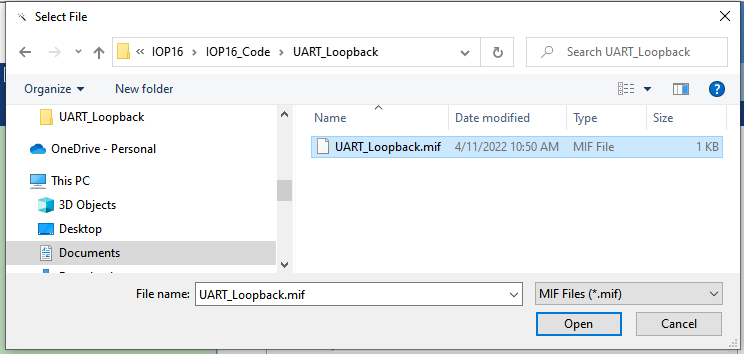 Select File
« IOP16 > IOP16_Code > UART_Loopback
Search UART_Loopback
Organize
New folder
Name Date modified Type Size
UART_Loopback
UART_Loopback.mif 4/11/2022 10:50 AM MIF File 1 KB
OneDrive - Personal
This PC
3D Objects
Desktop
Documents
File name: UART_Loopback.mif MIF Files (*.mif)
Open Cancel